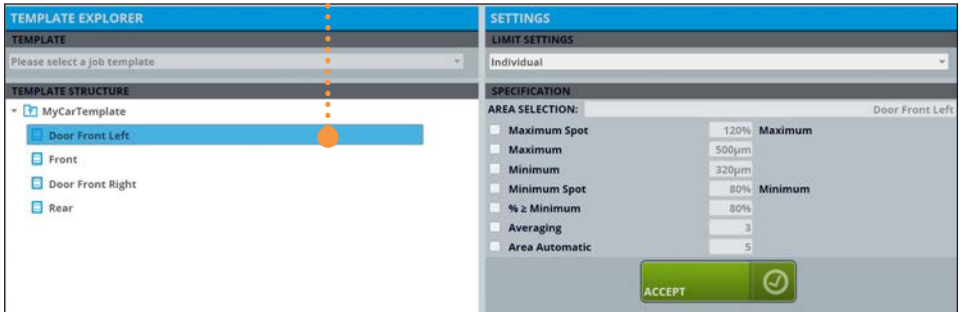 TEMPLATE EXPLORER
TEMPLATE
Please select a job template
TEMPLATE STRUCTURE
MyCarTemplate
Door Front Left
Front
Door Front Right
Rear
SETTINGS
LIMIT SETTINGS
Individual
SPECIFICATION
AREA SELECTION: Door Front Left
Maximum Spot 120% Maximum
Maximum 500µm
Minimum 320µm
Minimum Spot 80% Minimum
% ≥ Minimum 80%
Averaging 3
Area Automatic 5
ACCEPT